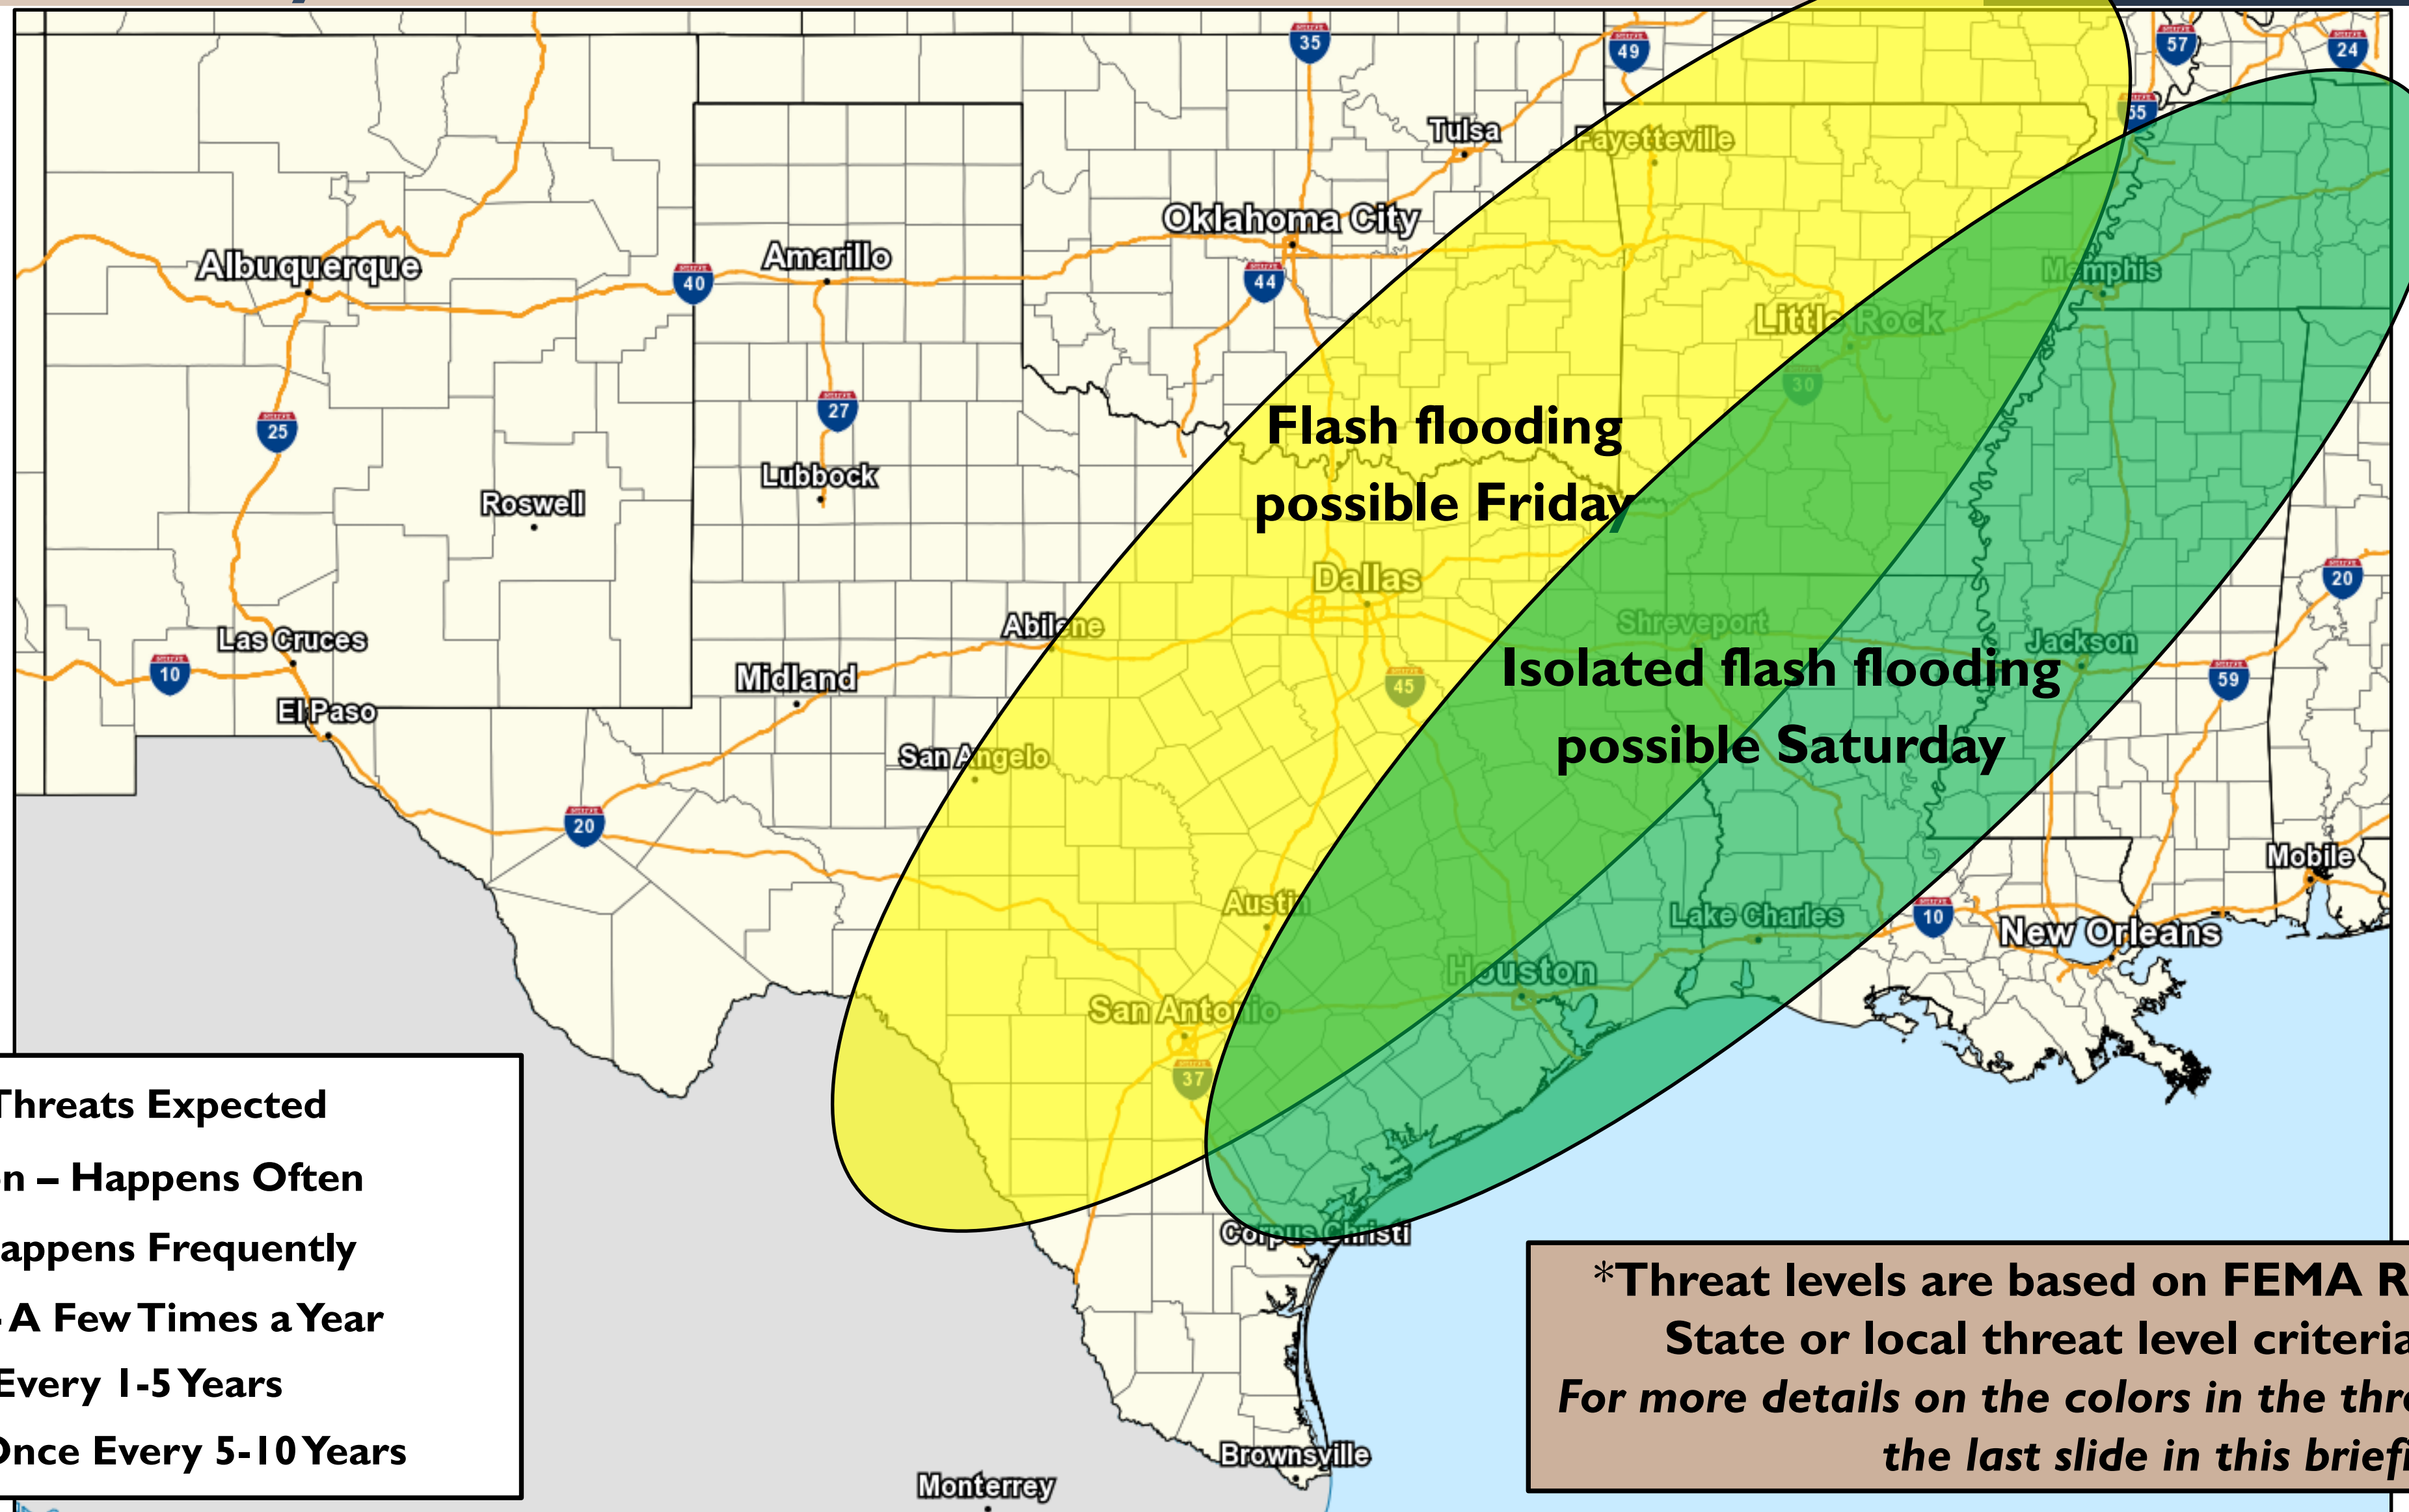 35
49
57
24
55
Tulsa
Fayetteville
Oklahoma City
Albuquerque
Amarillo
40
44
Memphis
Little Rock
30
27
25
Flash flooding
possible Friday
Lubbock
Roswell
Dallas
20
Abilene
Shreveport
Las Cruces
Jackson
10
Midland
45
Isolated flash flooding
possible Saturday
59
El Paso
San Angelo
20
Mobile
Austin
Lake Charles
10
New Orleans
Houston
San Antonio
37
Corpus Christi
Brownsville
Monterrey
Threats Expected
n – Happens Often
appens Frequently
- A Few Times a Year
Every 1-5 Years
Once Every 5-10 Years
*Threat levels are based on FEMA R
State or local threat level criteria
For more details on the colors in the thre
the last slide in this briefi